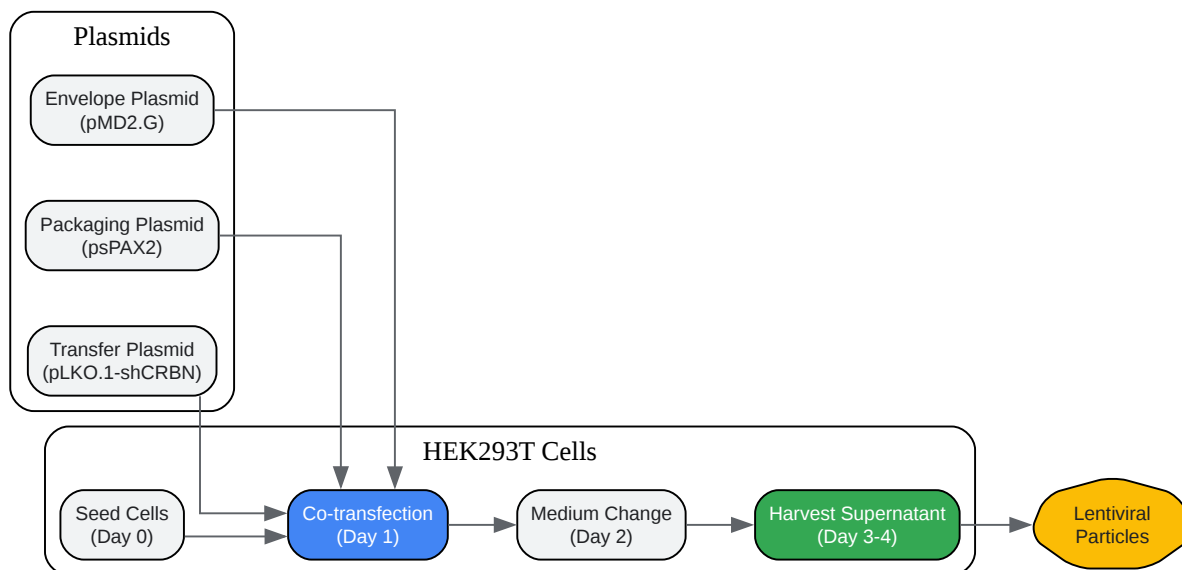 Plasmids
Envelope Plasmid
(pMD2.G)
Packaging Plasmid
(psPAX2)
Transfer Plasmid
(pLKO.1-shCRBN)
HEK293T Cells
Seed Cells
(Day 0)
Co-transfection
(Day 1)
Medium Change
(Day 2)
Harvest Supernatant
(Day 3-4)
Lentiviral
Particles